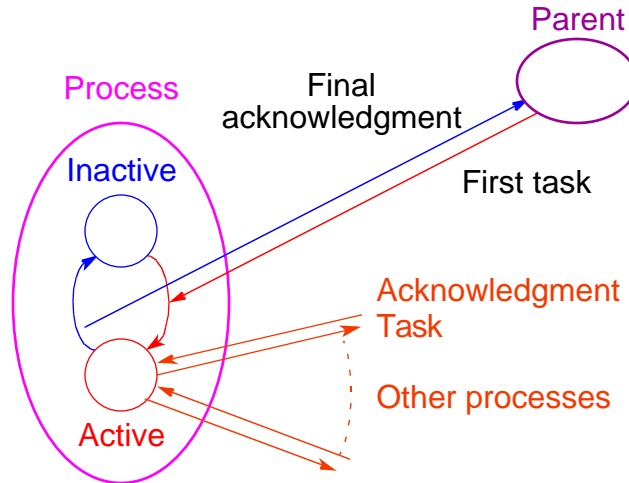 Parent
Process
Final
acknowledgment
Inactive
First task
Acknowledgment
Task
Other processes
Active